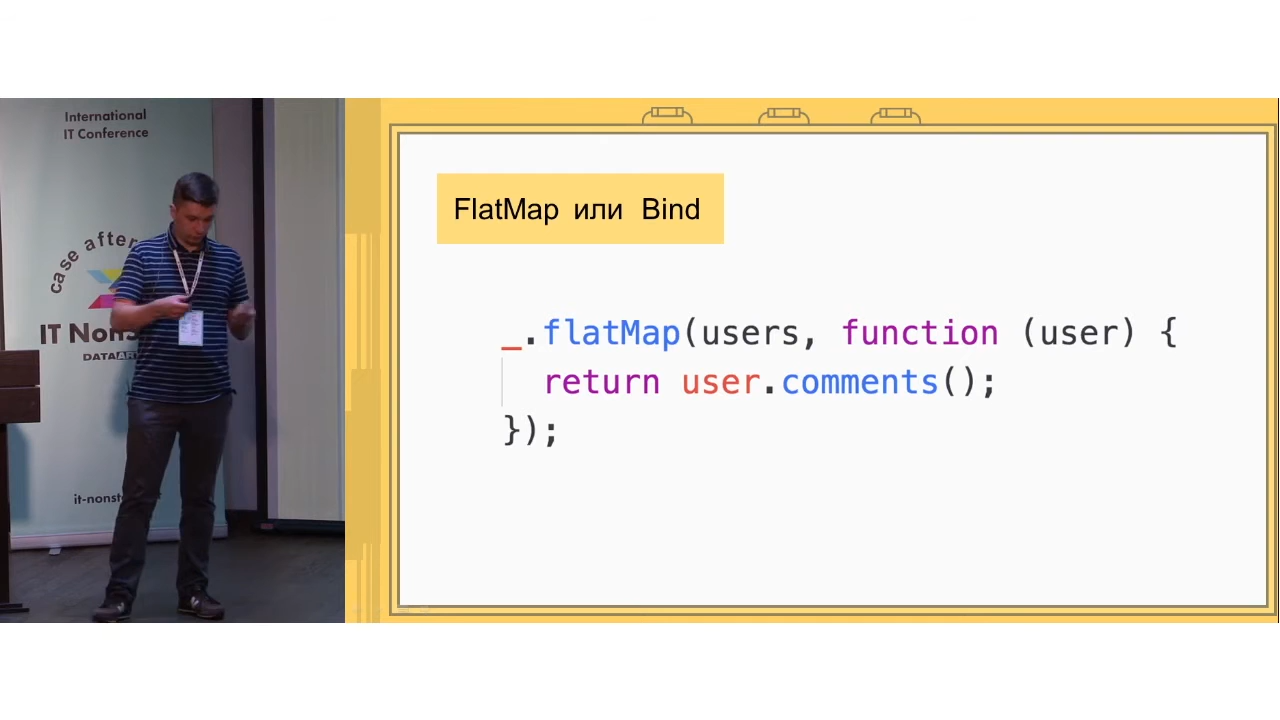 International
IT Conference
case after
IT Nons
DATAART
it-nonst
FlatMap или Bind
_.flatMap(users, function (user) {
return user.comments();
});